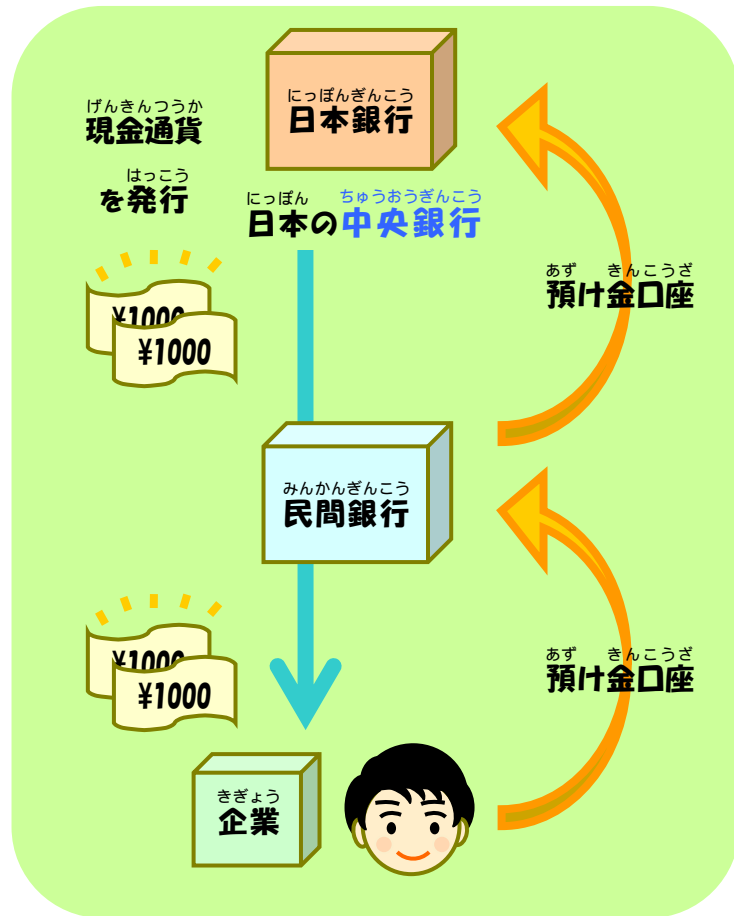 にっぽんぎんこう
日本銀行
げんきんつうか
現金通貨
はっこう
を発行
にっぽん ちゅうおうぎんこう
日本の中央銀行
あず きんこうざ
預け金口座
¥1000
¥1000
みんかんぎんこう
民間銀行
あず きんこうざ
預け金口座
¥1000
¥1000
きぎょう
企業